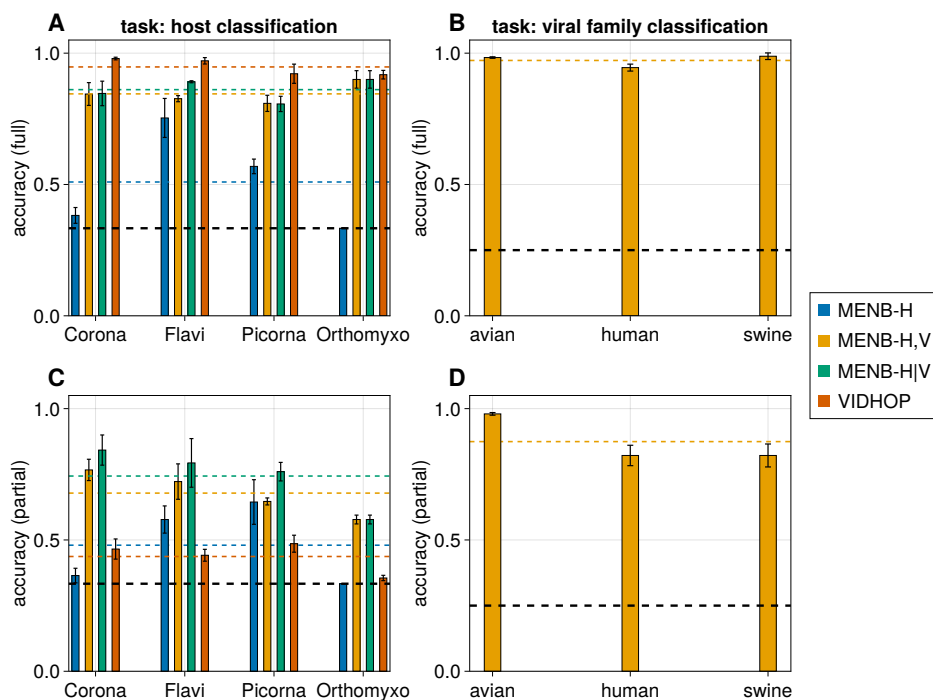 A
task: host classification
accuracy (full)
1.0
0.5
0.0
Corona
Flavi
Picorna
Orthomyxo
B
task: viral family classification
accuracy (full)
1.0
0.5
0.0
avian
human
swine
MENB-H
MENB-H,V
MENB-H|V
VIDHOP
C
accuracy (partial)
1.0
0.5
0.0
Corona
Flavi
Picorna
Orthomyxo
D
accuracy (partial)
1.0
0.5
0.0
avian
human
swine